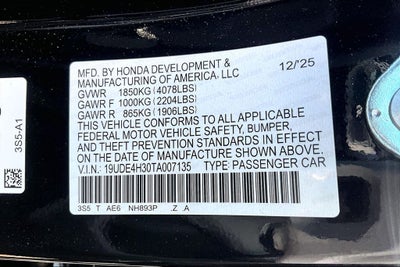 MFD. BY HONDA DEVELOPMENT &
MANUFACTURING OF AMERICA, LLC 12/'25
GVWR 1850KG(4078LBS)
GAWR F 1000KG(2204LBS)
GAWR R 865KG(1906LBS)
THIS VEHICLE CONFORMS TO ALL APPLICABLE
FEDERAL MOTOR VEHICLE SAFETY, BUMPER,
AND THEFT PREVENTION STANDARDS IN EFFECT
ON THE DATE OF MANUFACTURE SHOWN ABOVE.
V.I.N.: 19UDE4H30TA007135 TYPE: PASSENGER CAR
3S5 T AE6 NH893P .Z .A
3S5-A1